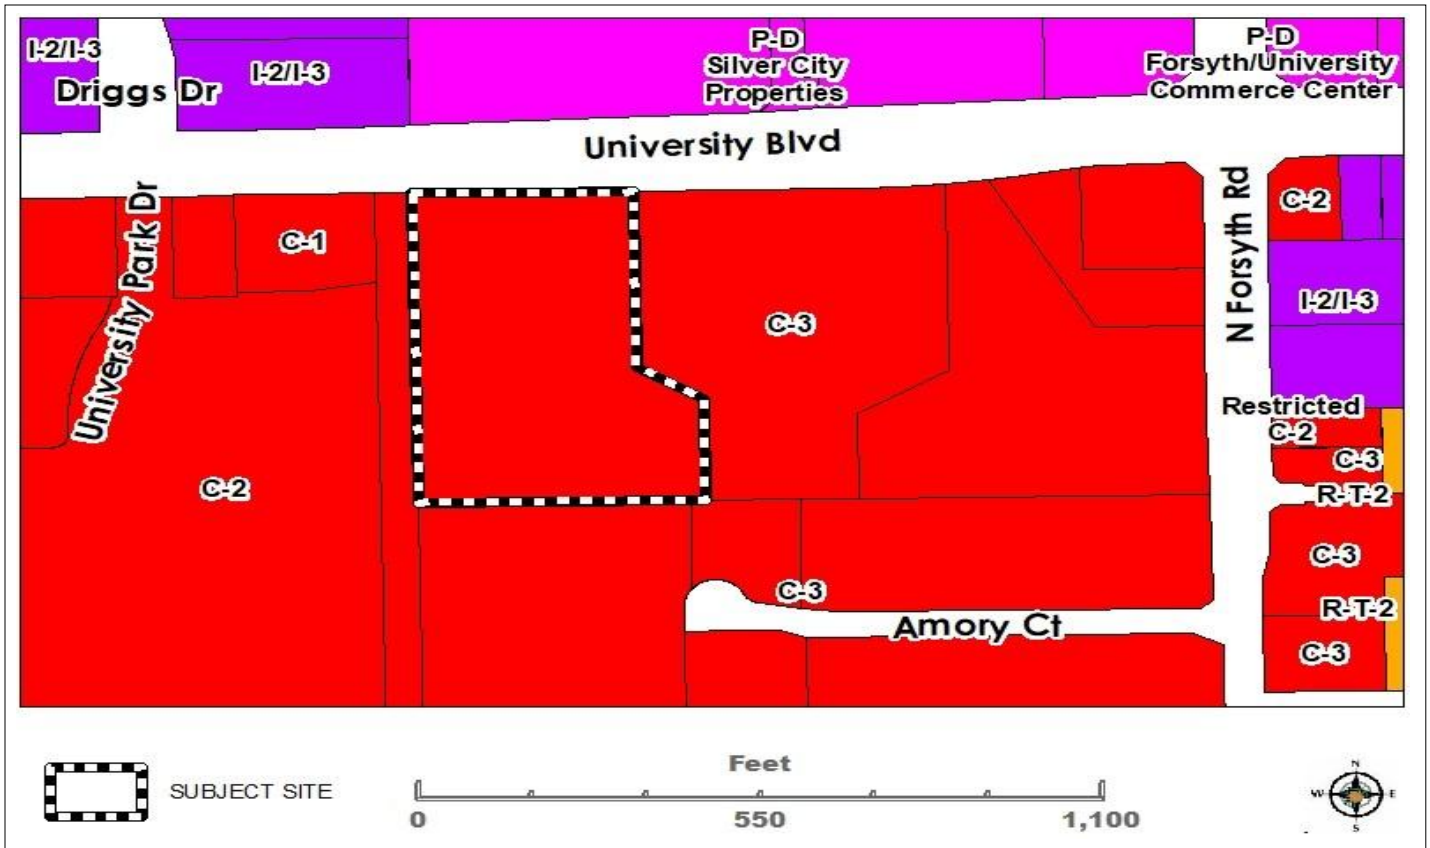 I-2/I-3
Driggs Dr
I-2/I-3
P-D
Silver City
Properties
P-D
Forsyth/University
Commerce Center
University Blvd
University Park Dr
C-1
C-2
C-3
N Forsyth Rd
C-2
I-2/I-3
Restricted
C-2
C-3
R-T-2
C-3
R-T-2
C-3
C-3
Amory Ct
SUBJECT SITE
Feet
0 550 1,100
N
W E
S